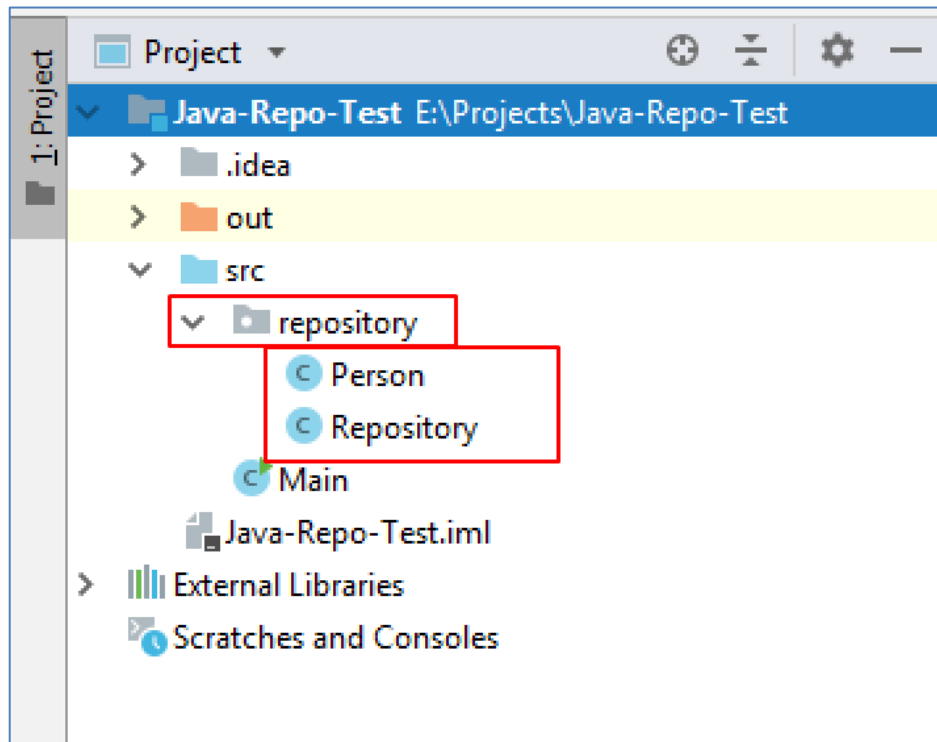 1: Project
Project
Java-Repo-Test E:\Projects\Java-Repo-Test
.idea
out
src
repository
C Person
C Repository
C Main
Java-Repo-Test.iml
External Libraries
Scratches and Consoles